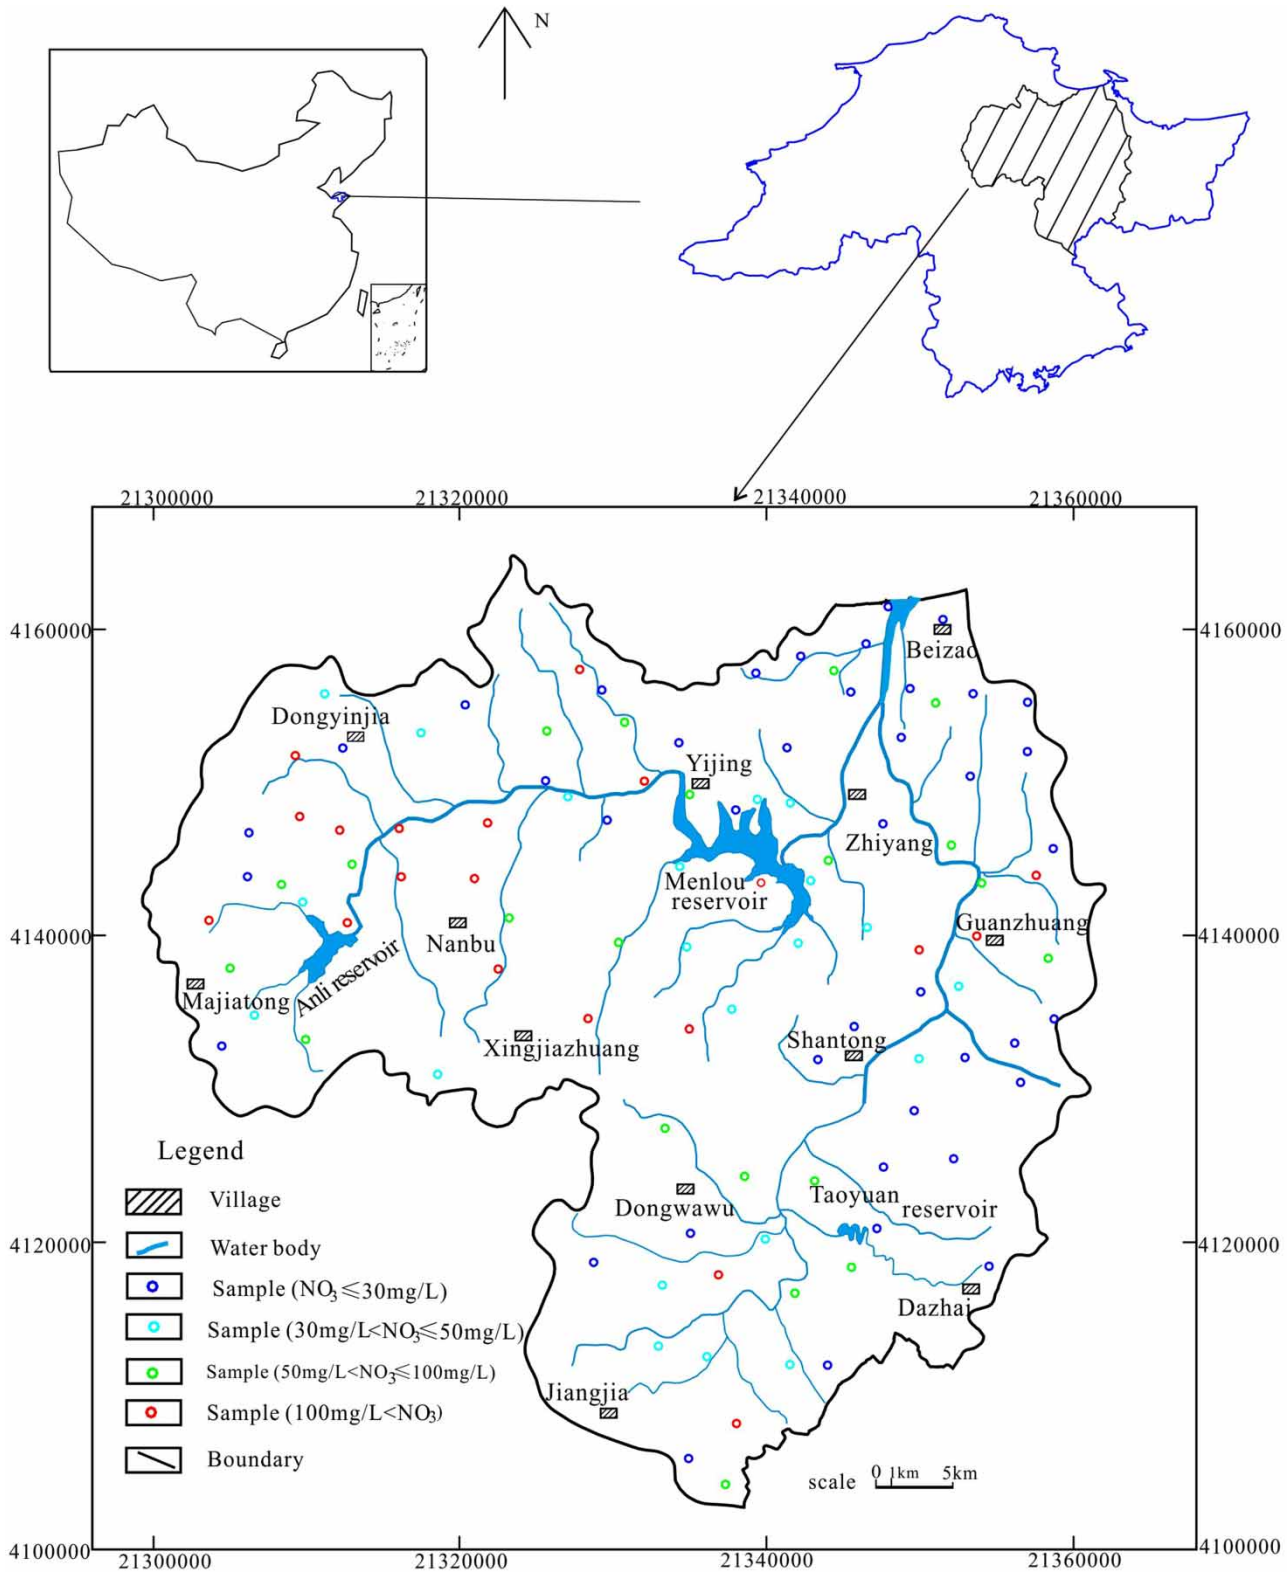 N
21300000
21320000
21340000
21360000
4160000
4160000
Beizao
Dongyinjia
Yijing
Zhiyang
Menlou
reservoir
Guanzhuang
4140000
4140000
Nanbu
Anli reservoir
Majiatong
Xingjiazhuang
Shantong
Legend
Village
Water body
Sample (NO₃≤30mg/L)
Sample (30mg/L<NO₃≤50mg/L)
Sample (50mg/L<NO₃≤100mg/L)
Sample (100mg/L<NO₃)
Boundary
Taoyuan reservoir
Dongwawu
4120000
4120000
Dazhai
Jiangjia
scale 0 1km 5km
4100000
4100000
21300000
21320000
21340000
21360000